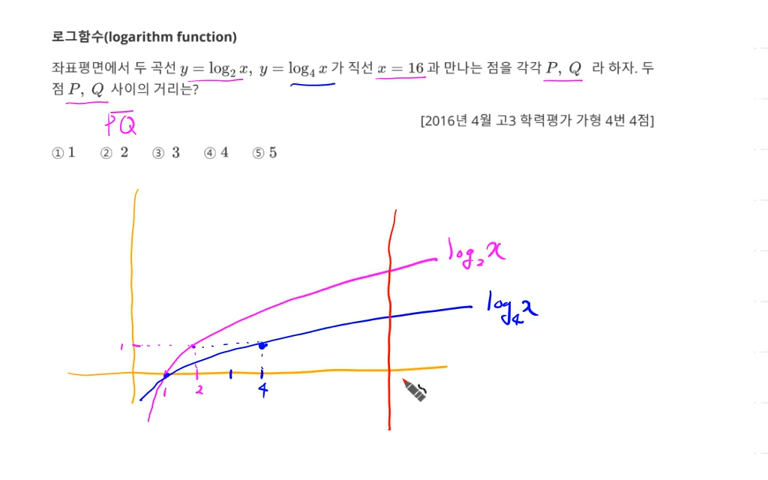 로그함수(logarithm function)
좌표평면에서 두 곡선 y = log₂ x, y = log₄ x 가 직선 x = 16 과 만나는 점을 각각 P, Q 라 하자. 두
점 P, Q 사이의 거리는?
PQ
[2016년 4월 고3 학력평가 가형 4번 4점]
① 1 ② 2 ③ 3 ④ 4 ⑤ 5
log₂x
log₄x
1
1 2 4